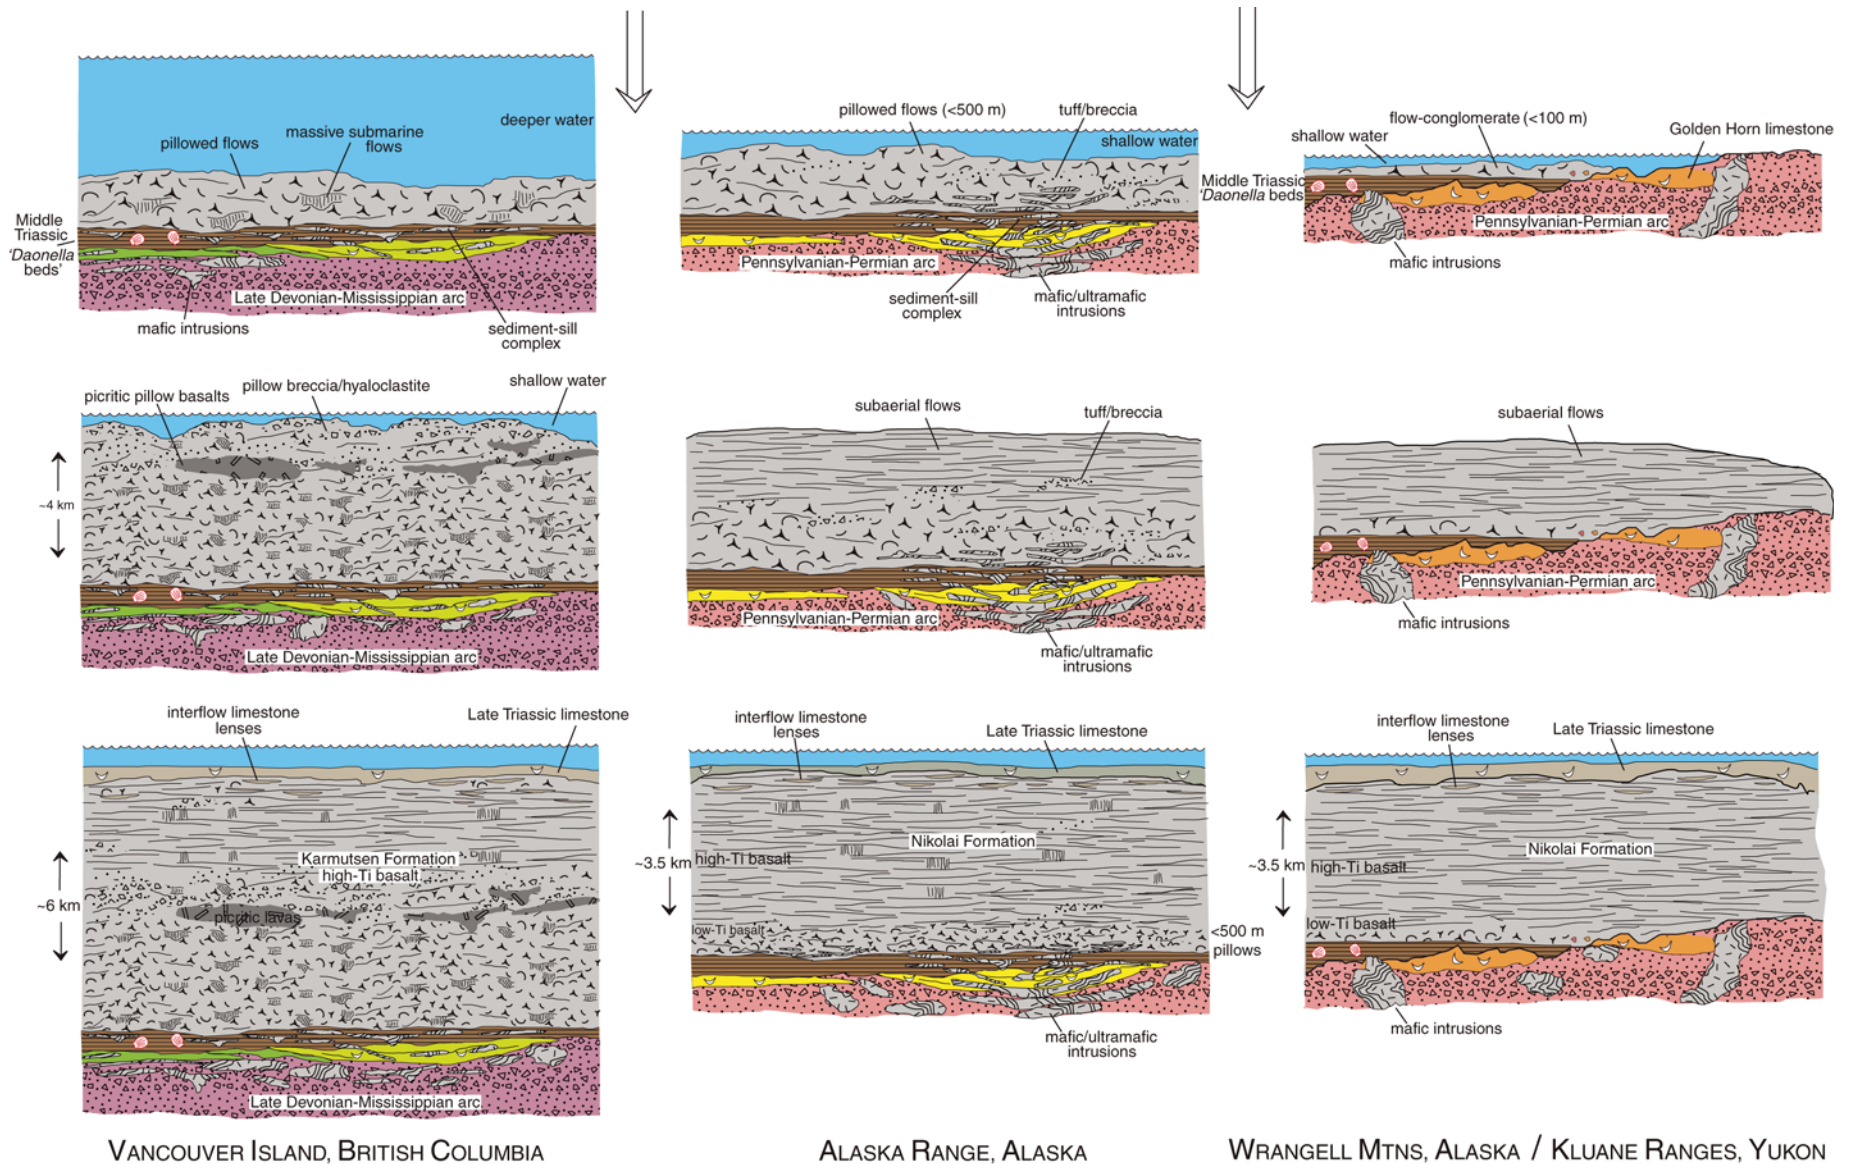 deeper water
massive submarine
flows
pillowed flows
Middle
Triassic
'Daonella
beds'
Late Devonian-Mississippian arc
mafic intrusions
sediment-sill
complex
pillowed flows (<500 m)
tuff/breccia
shallow water
Pennsylvanian-Permian arc
sediment-sill
complex
mafic/ultramafic
intrusions
flow-conglomerate (<100 m)
shallow water
Golden Horn limestone
Middle Triassic
'Daonella beds
Pennsylvanian-Permian arc
mafic intrusions
shallow water
pillow breccia/hyaloclastite
picritic pillow basalts
~4 km
Late Devonian-Mississippian arc
subaerial flows
tuff/breccia
Pennsylvanian-Permian arc
mafic/ultramafic
intrusions
subaerial flows
Pennsylvanian-Permian arc
mafic intrusions
interflow limestone
lenses
Late Triassic limestone
Karmutsen Formation
high-Ti basalt
~6 km
picritic lavas
Late Devonian-Mississippian arc
interflow limestone
lenses
Late Triassic limestone
Nikolai Formation
~3.5 km
high-Ti basalt
low-Ti basalt
<500 m
pillows
mafic/ultramafic
intrusions
interflow limestone
lenses
Late Triassic limestone
Nikolai Formation
~3.5 km
high-Ti basalt
low-Ti basalt
mafic intrusions
VANCOUVER ISLAND, BRITISH COLUMBIA
ALASKA RANGE, ALASKA
WRANGELL MTNS, ALASKA / KLUANE RANGES, YUKON